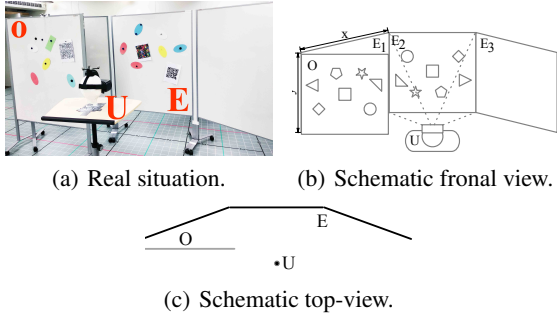 O
U
E
x
E1
E2
E3
O
U
(a) Real situation.
(b) Schematic fronal view.
O
E
U
(c) Schematic top-view.